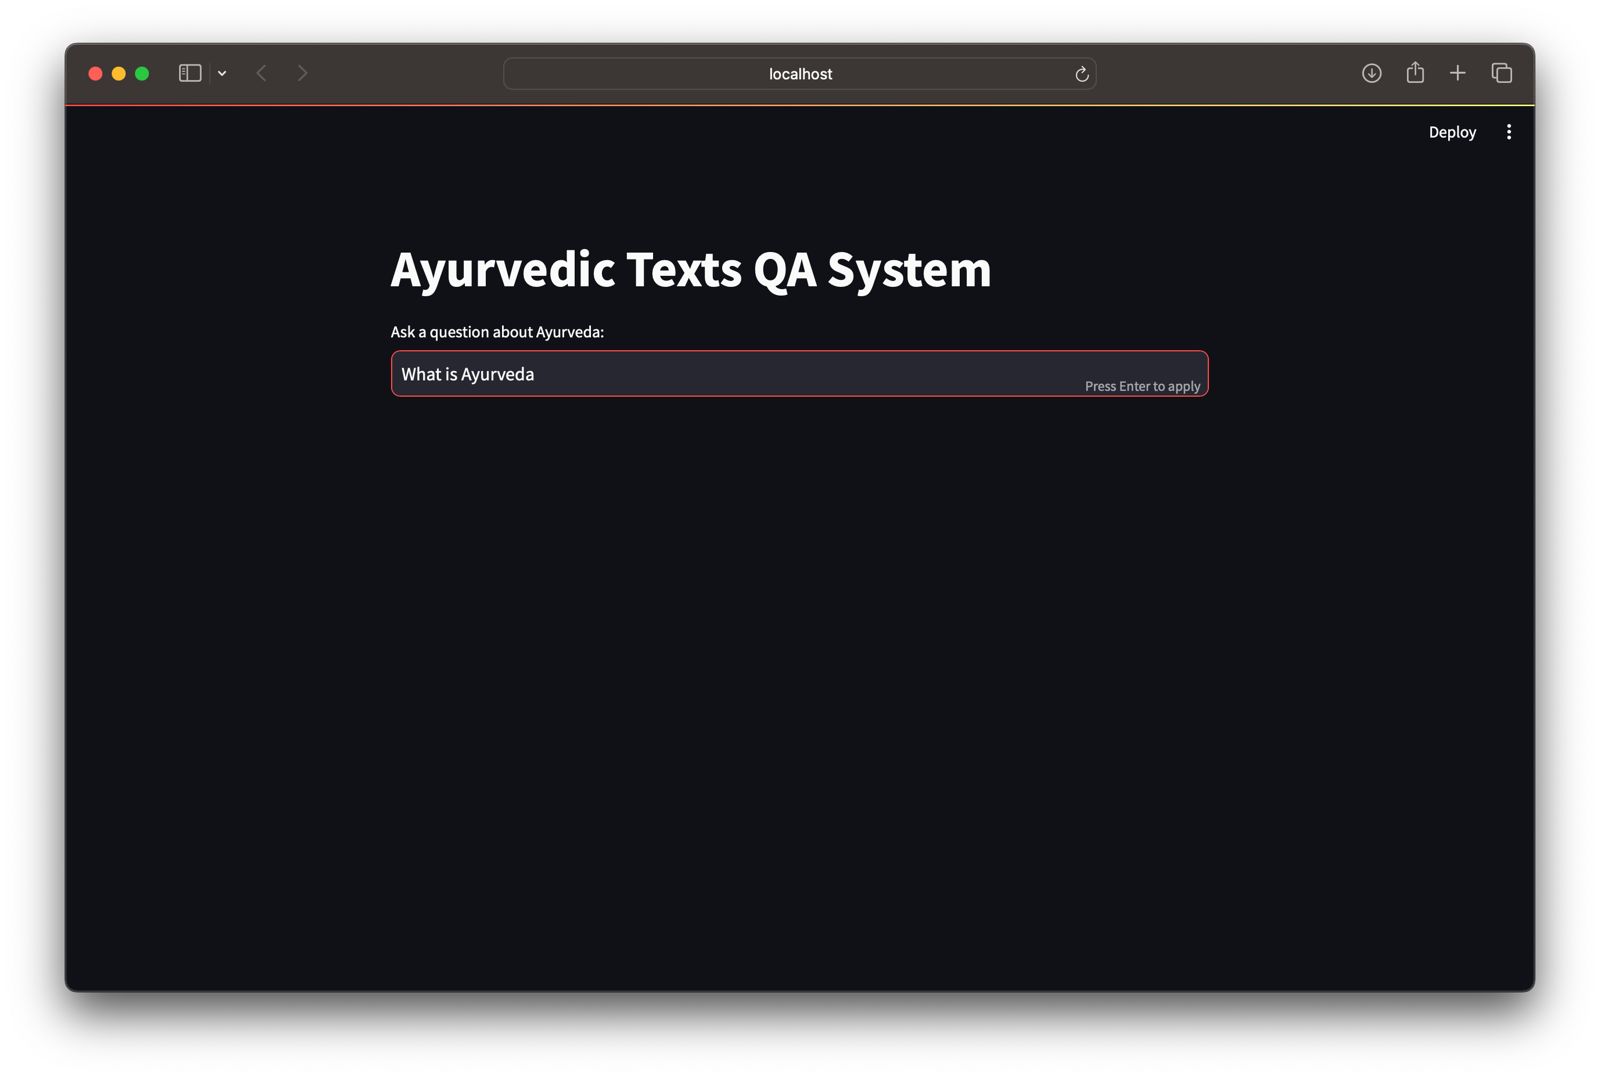 localhost
Deploy
Ayurvedic Texts QA System
Ask a question about Ayurveda:
What is Ayurveda
Press Enter to apply